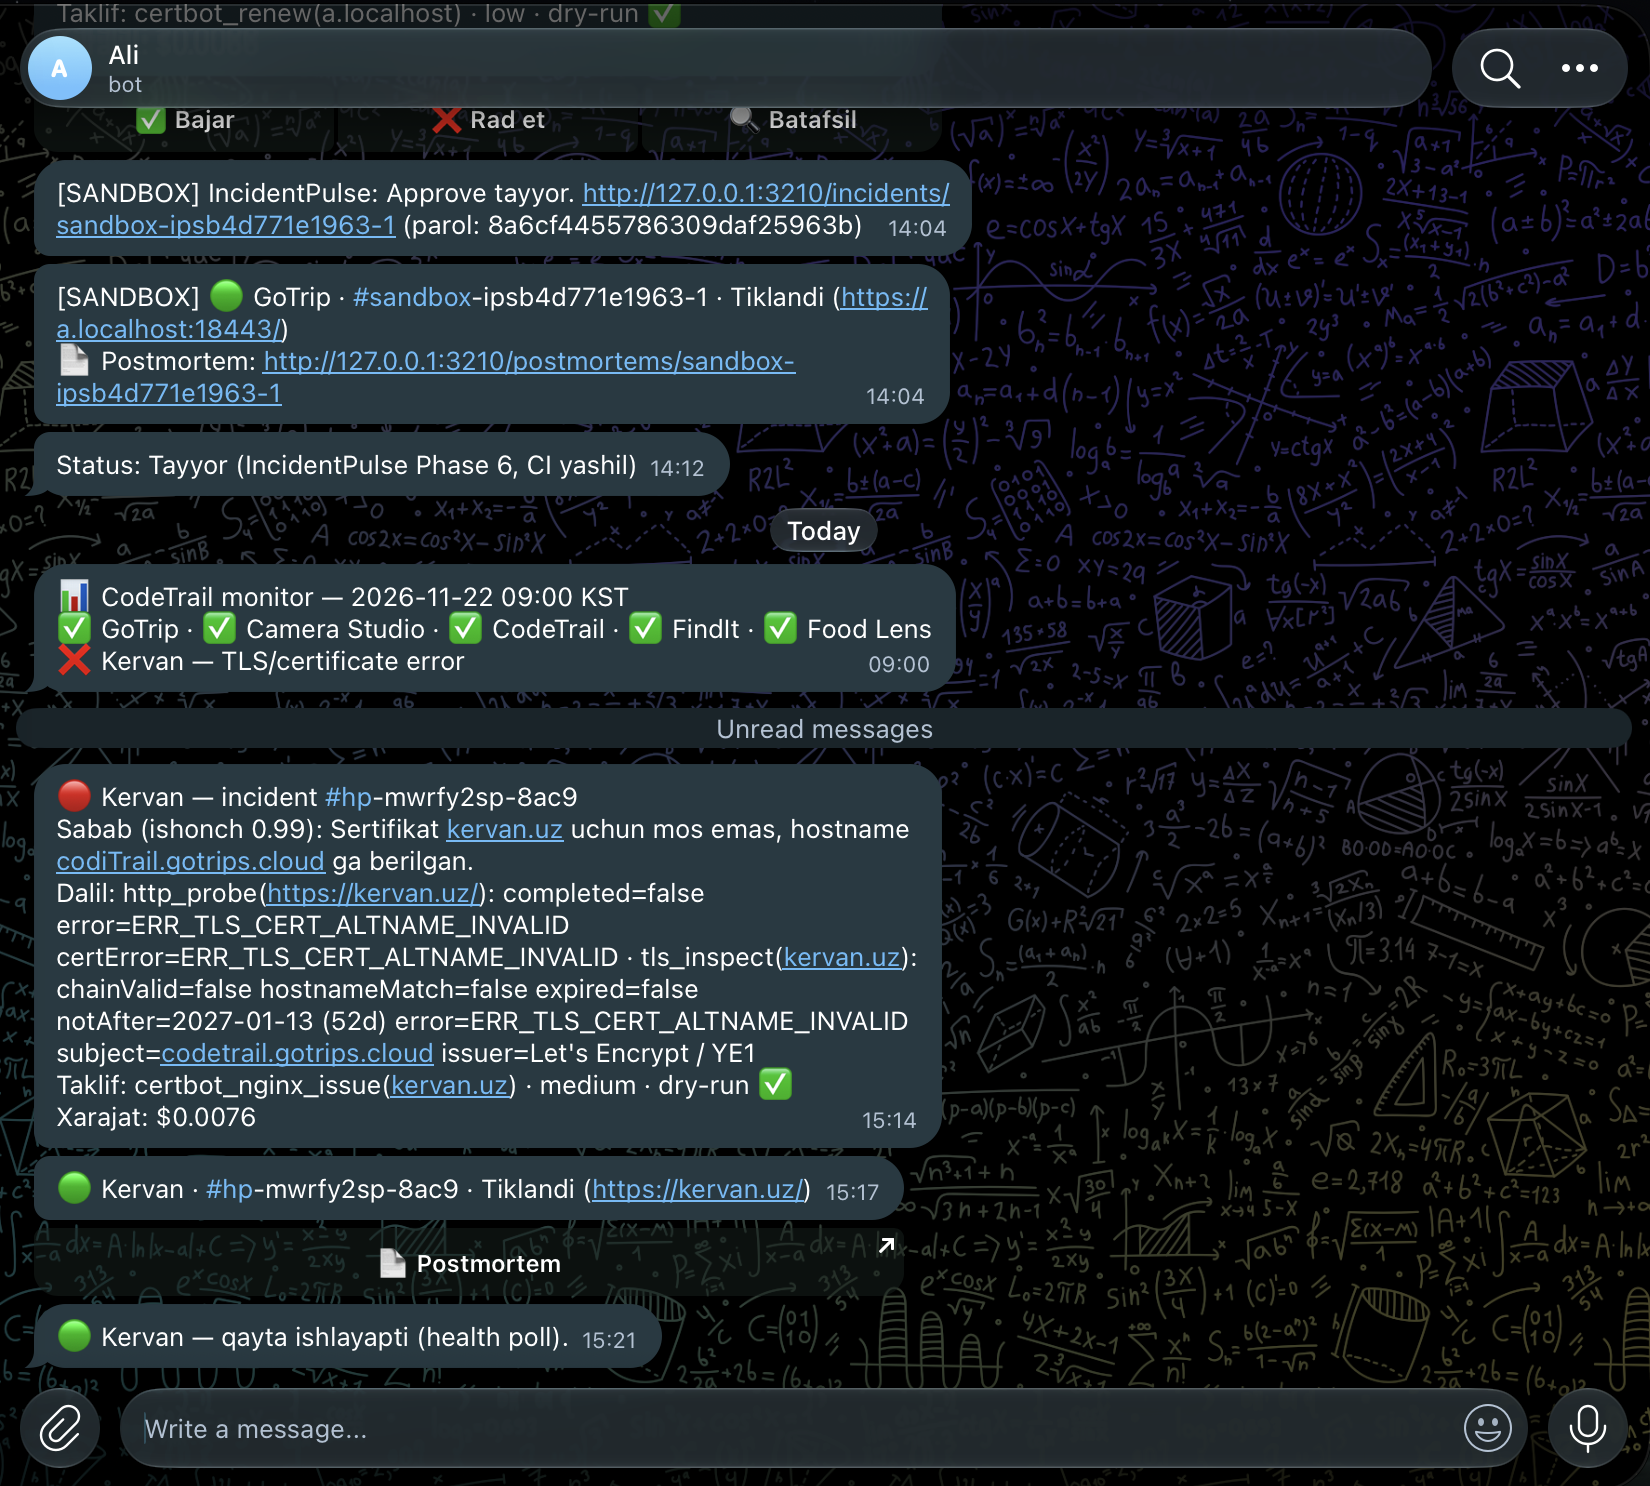 Taklif: certbot_renew(a.localhost) · low · dry-run ✅
A
Ali
bot
✅ Bajar
❌ Rad et
🔍 Batafsil
[SANDBOX] IncidentPulse: Approve tayyor. http://127.0.0.1:3210/incidents/
sandbox-ipsb4d771e1963-1 (parol: 8a6cf4455786309daf25963b) 14:04
[SANDBOX] 🟢 GoTrip · #sandbox-ipsb4d771e1963-1 · Tiklandi (https://
a.localhost:18443/)
📄 Postmortem: http://127.0.0.1:3210/postmortems/sandbox-
ipsb4d771e1963-1 14:04
Status: Tayyor (IncidentPulse Phase 6, CI yashil) 14:12
Today
📊 CodeTrail monitor — 2026-11-22 09:00 KST
✅ GoTrip · ✅ Camera Studio · ✅ CodeTrail · ✅ FindIt · ✅ Food Lens
❌ Kervan — TLS/certificate error 09:00
Unread messages
🔴 Kervan — incident #hp-mwrfy2sp-8ac9
Sabab (ishonch 0.99): Sertifikat kervan.uz uchun mos emas, hostname
codiTrail.gotrips.cloud ga berilgan.
Dalil: http_probe(https://kervan.uz/): completed=false
error=ERR_TLS_CERT_ALTNAME_INVALID
certError=ERR_TLS_CERT_ALTNAME_INVALID · tls_inspect(kervan.uz):
chainValid=false hostnameMatch=false expired=false
notAfter=2027-01-13 (52d) error=ERR_TLS_CERT_ALTNAME_INVALID
subject=codetrail.gotrips.cloud issuer=Let's Encrypt / YE1
Taklif: certbot_nginx_issue(kervan.uz) · medium · dry-run ✅
Xarajat: $0.0076 15:14
🟢 Kervan · #hp-mwrfy2sp-8ac9 · Tiklandi (https://kervan.uz/) 15:17
📄 Postmortem
🟢 Kervan — qayta ishlayapti (health poll). 15:21
Write a message...